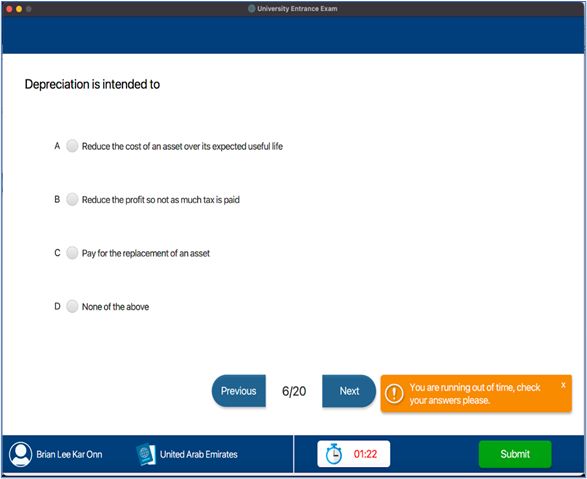 University Entrance Exam
Depreciation is intended to
A Reduce the cost of an asset over its expected useful life
B Reduce the profit so not as much tax is paid
C Pay for the replacement of an asset
D None of the above
Previous 6/20 Next
! You are running out of time, check
your answers please.
x
Brian Lee Kar Onn United Arab Emirates 01:22 Submit